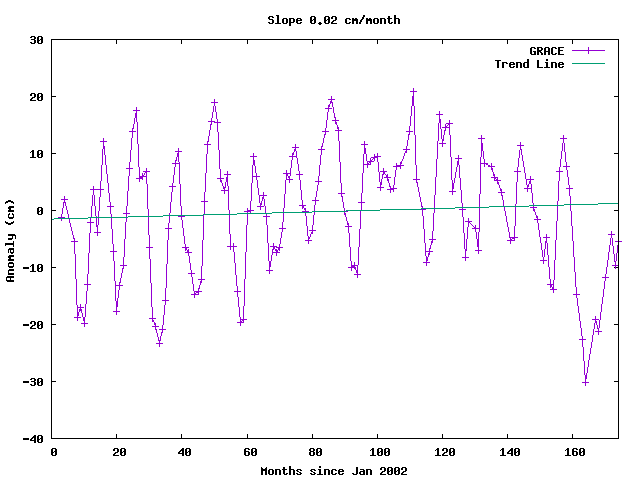 Slope 0.02 cm/month
30
20
10
0
-10
-20
-30
-40
Anomaly (cm)
GRACE
Trend Line
0 20 40 60 80 100 120 140 160
Months since Jan 2002